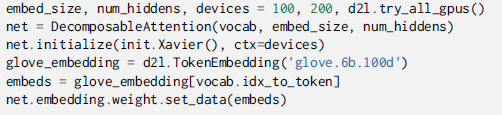 embed_size, num_hiddens, devices = 100, 200, d2l.try_all_gpus()
net = DecomposableAttention(vocab, embed_size, num_hiddens)
net.initialize(init.Xavier(), ctx=devices)
glove_embedding = d2l.TokenEmbedding('glove.6b.100d')
embeds = glove_embedding[vocab.idx_to_token]
net.embedding.weight.set_data(embeds)